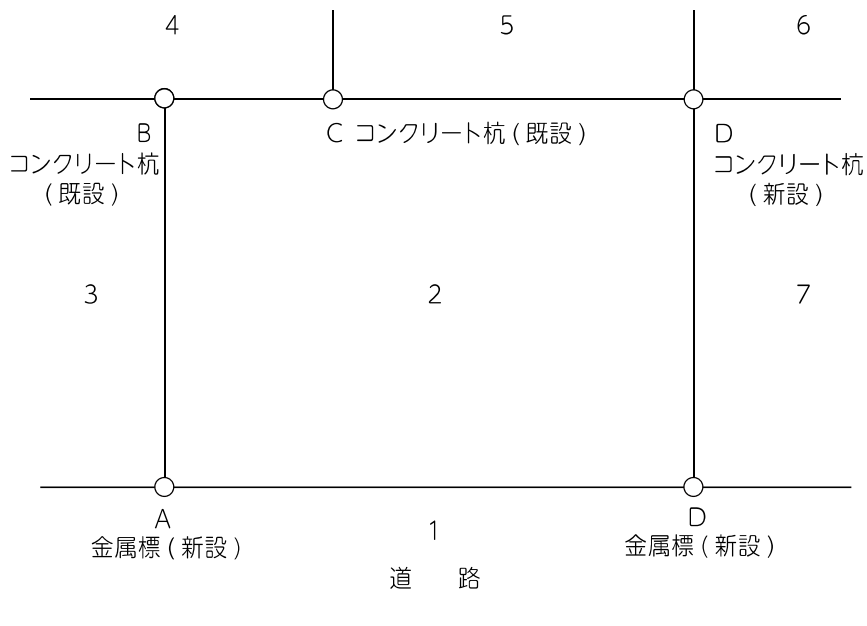 4
5
6
B
コンクリート杭
(既設)
C コンクリート杭(既設)
D
コンクリート杭
(新設)
3
2
7
A
金属標(新設)
1
道 路
D
金属標(新設)